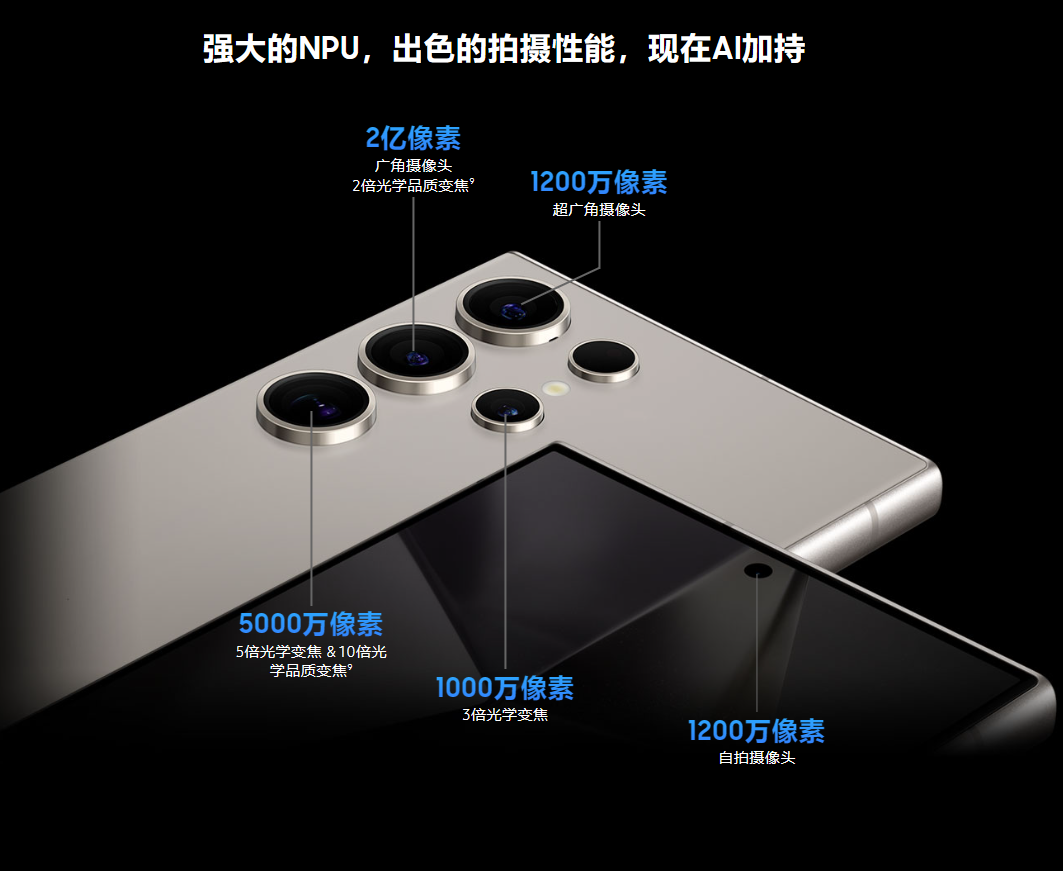 强大的NPU，出色的拍摄性能，现在AI加持
2亿像素
广角摄像头
2倍光学品质变焦⁹
1200万像素
超广角摄像头
5000万像素
5倍光学变焦 & 10倍光
学品质变焦⁹
1000万像素
3倍光学变焦
1200万像素
自拍摄像头